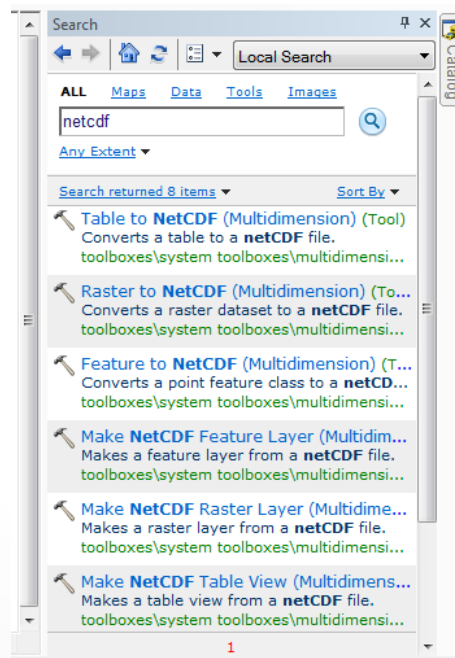 Search
Local Search
Catalog
ALL Maps Data Tools Images
netcdf
Any Extent
Search returned 8 items Sort By
Table to NetCDF (Multidimension) (Tool)
Converts a table to a netCDF file.
toolboxes\system toolboxes\multidimensi...
Raster to NetCDF (Multidimension) (To...
Converts a raster dataset to a netCDF file.
toolboxes\system toolboxes\multidimensi...
Feature to NetCDF (Multidimension) (T...
Converts a point feature class to a netCD...
toolboxes\system toolboxes\multidimensi...
Make NetCDF Feature Layer (Multidim...
Makes a feature layer from a netCDF file.
toolboxes\system toolboxes\multidimensi...
Make NetCDF Raster Layer (Multidime...
Makes a raster layer from a netCDF file.
toolboxes\system toolboxes\multidimensi...
Make NetCDF Table View (Multidimens...
Makes a table view from a netCDF file.
toolboxes\system toolboxes\multidimensi...
1